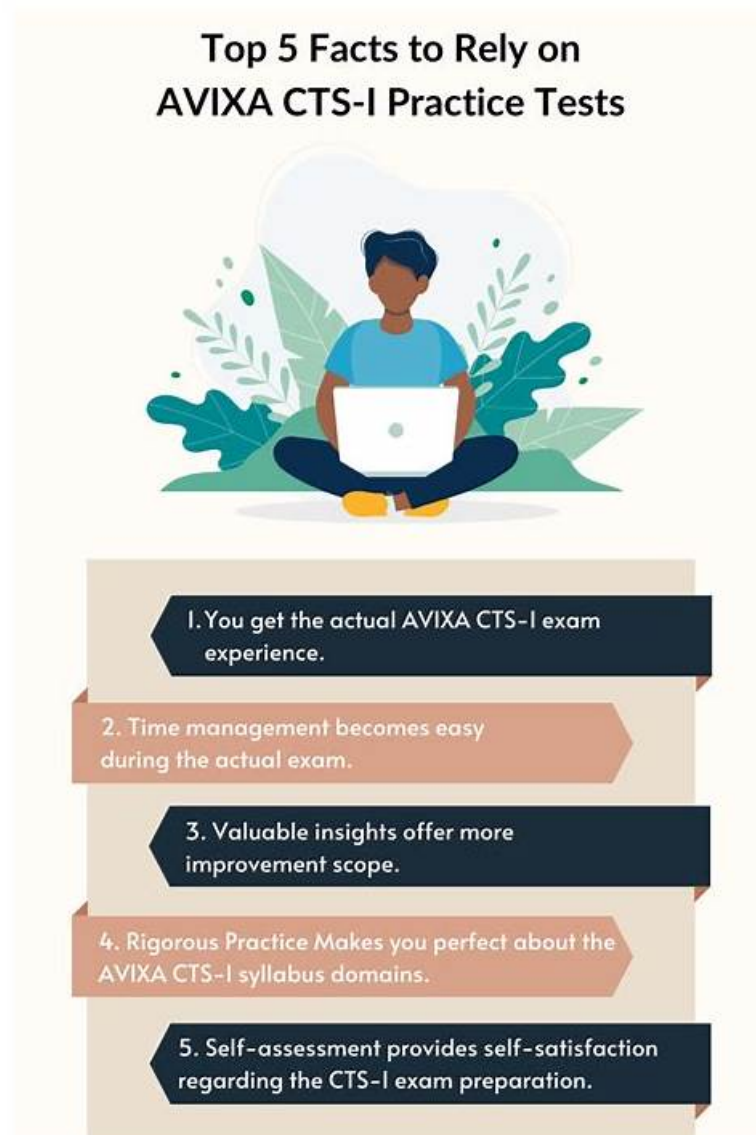 Top 5 Facts to Rely on
AVIXA CTS-I Practice Tests
1. You get the actual AVIXA CTS-I exam
experience.
2. Time management becomes easy
during the actual exam.
3. Valuable insights offer more
improvement scope.
4. Rigorous Practice Makes you perfect about the
AVIXA CTS-I syllabus domains.
5. Self-assessment provides self-satisfaction
regarding the CTS-I exam preparation.